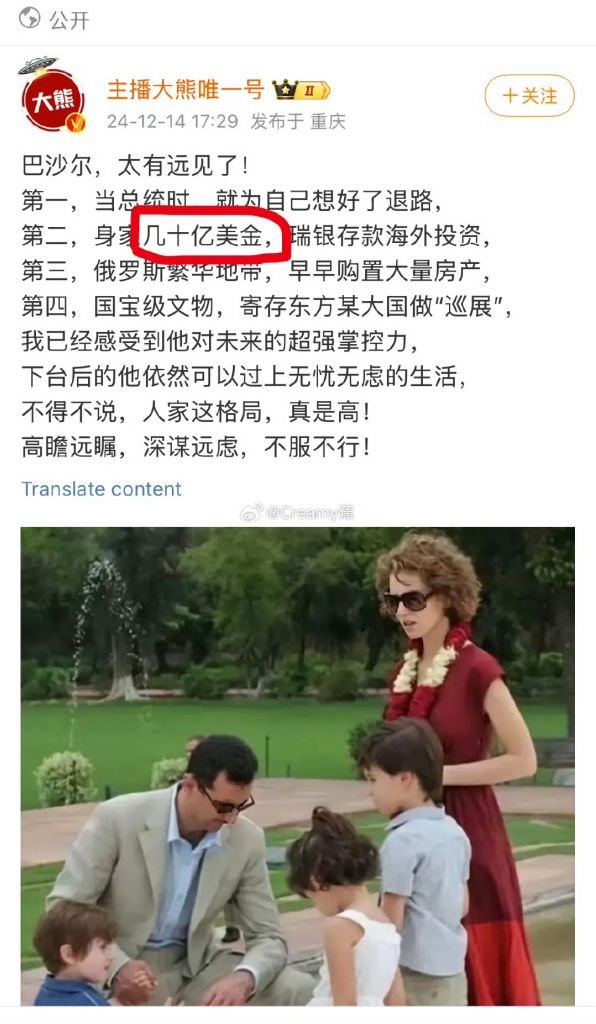 公开
大熊
主播大熊唯一号 II
+关注
24-12-14 17:29 发布于 重庆
巴沙尔，太有远见了！
第一，当总统时，就为自己想好了退路，
第二，身家几十亿美金，瑞银存款海外投资，
第三，俄罗斯繁华地带，早早购置大量房产，
第四，国宝级文物，寄存东方某大国做“巡展”，
我已经感受到他对未来的超强掌控力，
下台后的他依然可以过上无忧无虑的生活，
不得不说，人家这格局，真是高！
高瞻远瞩，深谋远虑，不服不行！
Translate content
@Creamy蕉